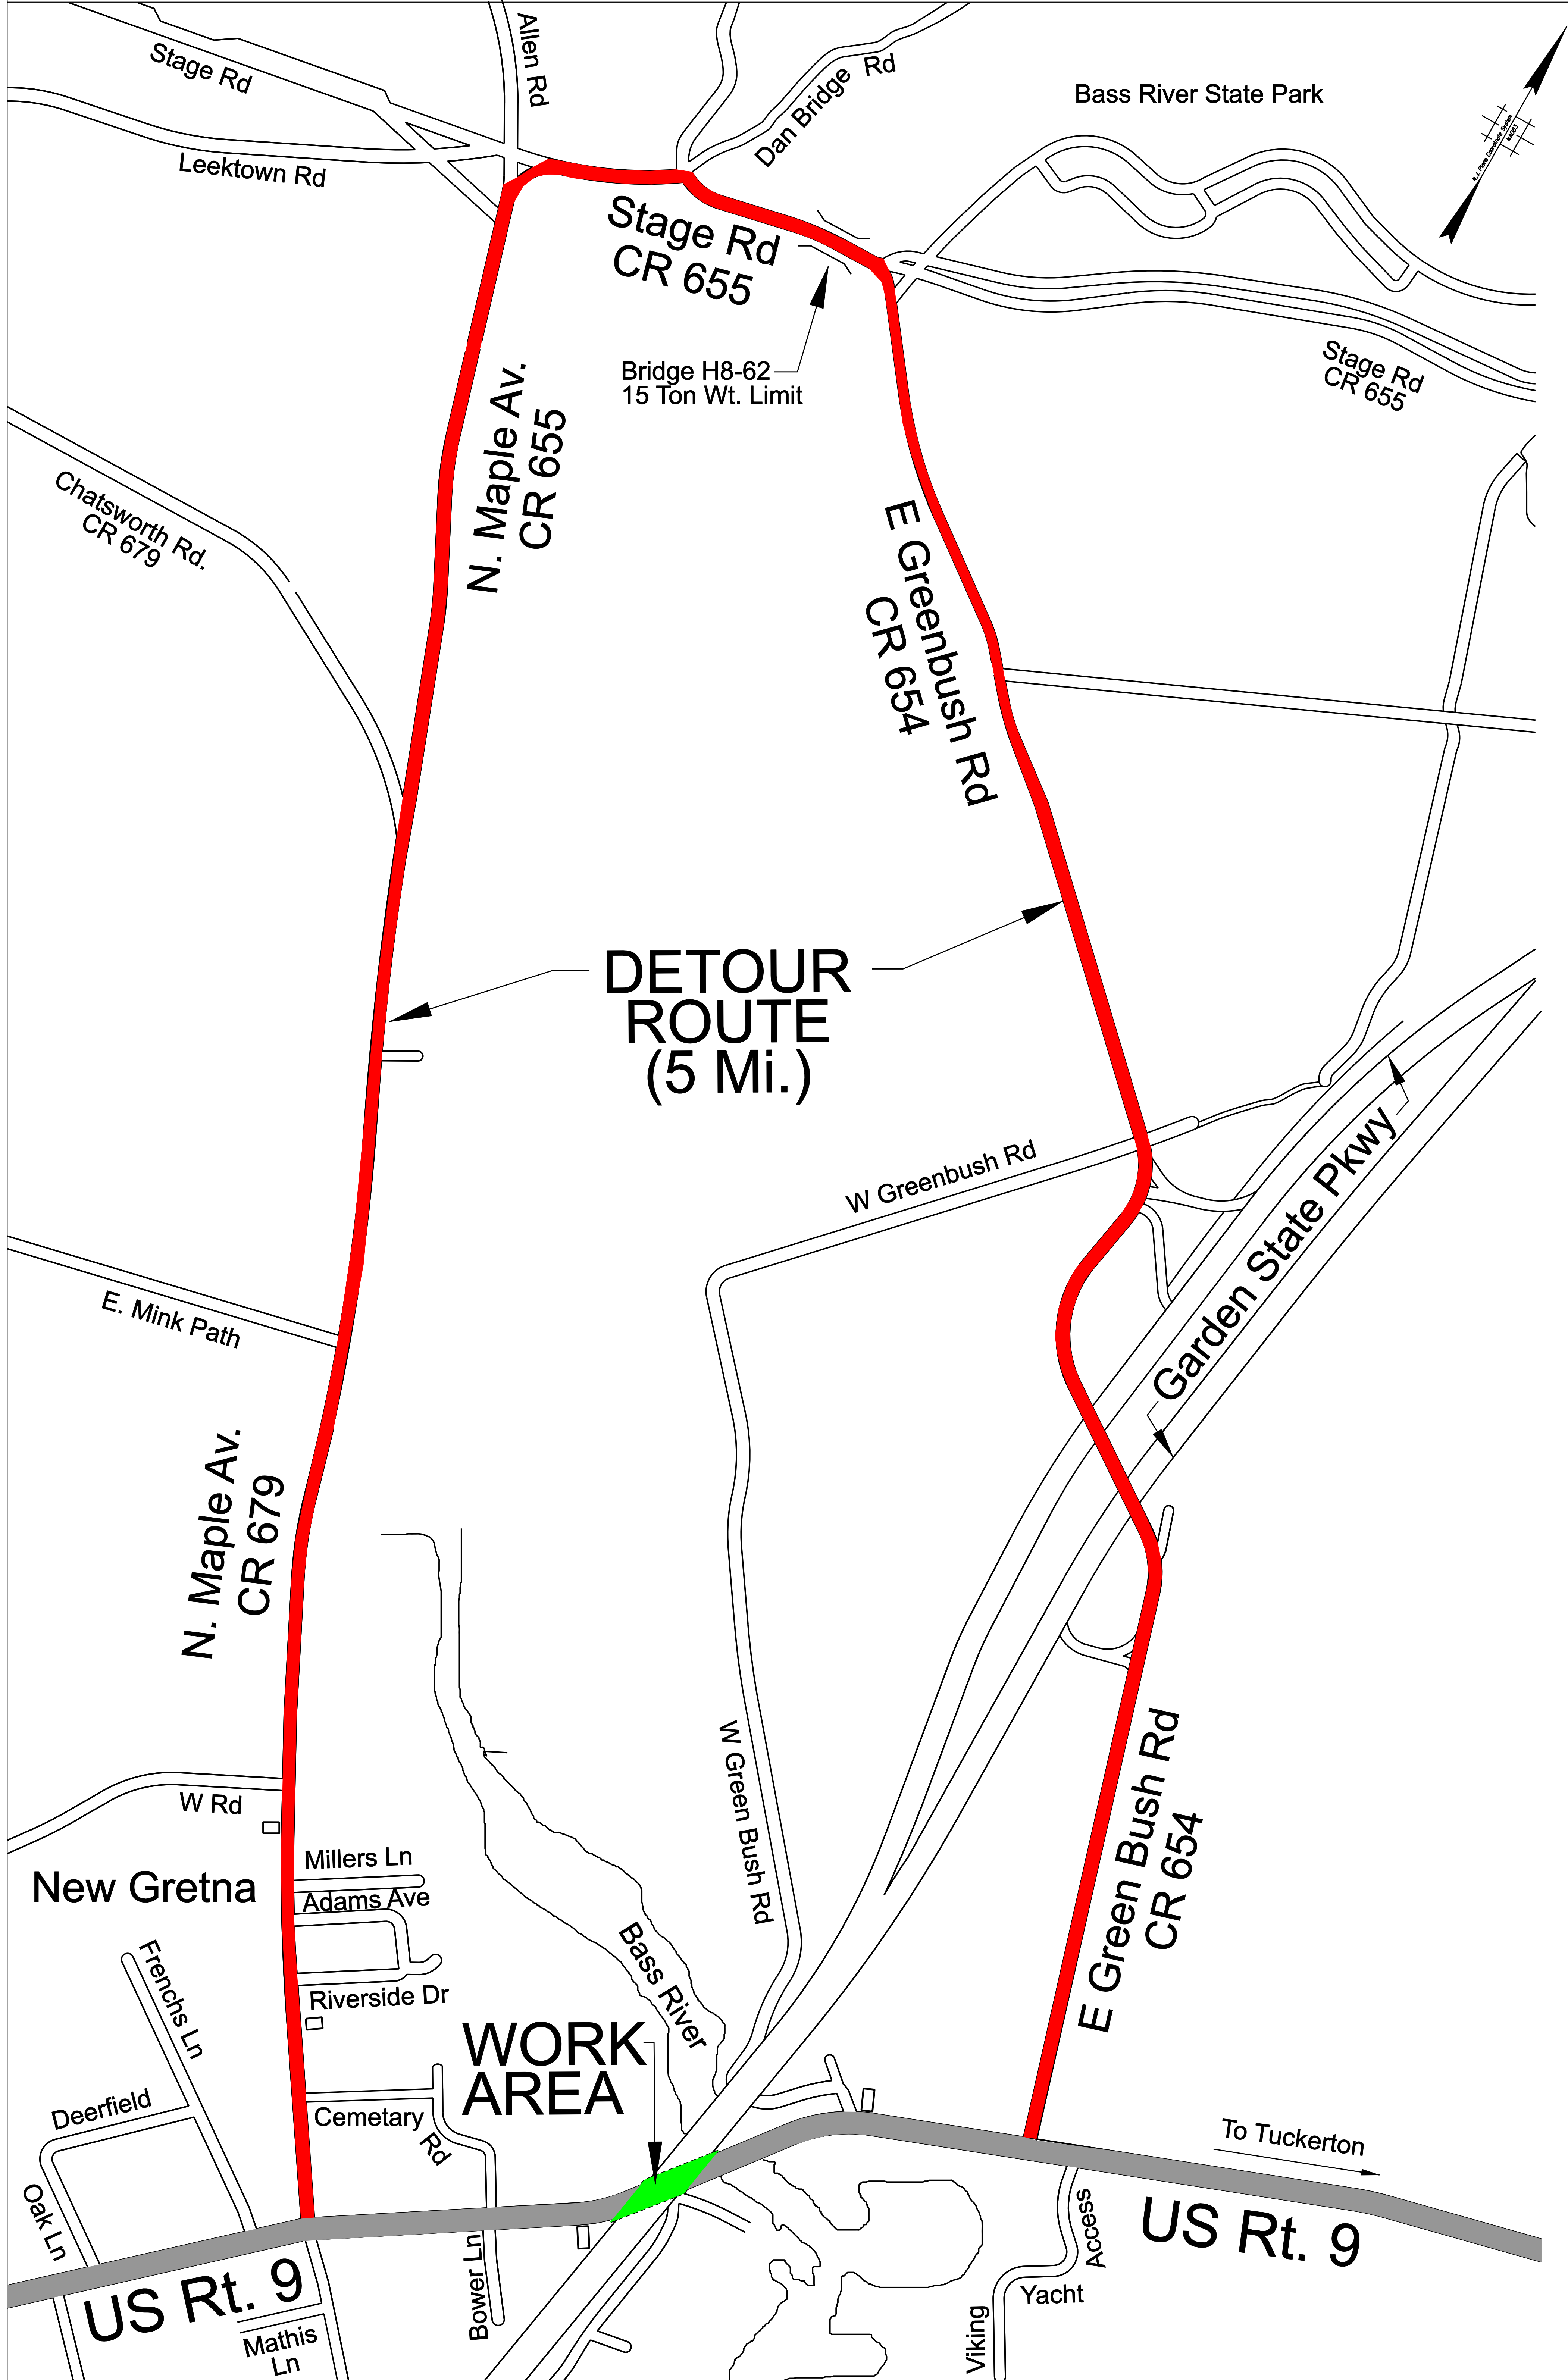 Stage Rd
Allen Rd
Dan Bridge Rd
Bass River State Park
N.J. Plane Coordinate System
NAD83
Leektown Rd
Stage Rd
CR 655
Bridge H8-62
15 Ton Wt. Limit
Stage Rd
CR 655
N. Maple Av.
CR 655
Chatsworth Rd.
CR 679
E Greenbush Rd
CR 654
DETOUR
ROUTE
(5 Mi.)
W Greenbush Rd
Garden State Pkwy
E. Mink Path
N. Maple Av.
CR 679
W Green Bush Rd
E Green Bush Rd
CR 654
W Rd
New Gretna
Millers Ln
Adams Ave
Riverside Dr
Frenchs Ln
Bass River
WORK
AREA
Deerfield
Cemetary
Rd
To Tuckerton
Oak Ln
US Rt. 9
Bower Ln
Mathis
Ln
Viking
Yacht
Access
US Rt. 9